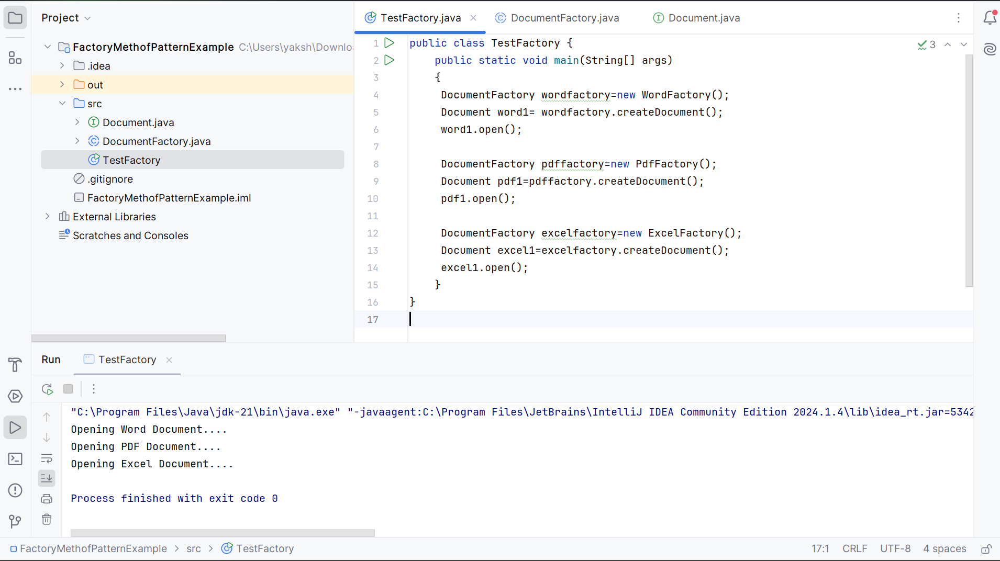 Project
FactoryMethofPatternExample C:\Users\yaksh\Downlo
.idea
out
src
Document.java
DocumentFactory.java
TestFactory
.gitignore
FactoryMethofPatternExample.iml
External Libraries
Scratches and Consoles
TestFactory.java DocumentFactory.java Document.java
3
1 public class TestFactory {
2 public static void main(String[] args)
3 {
4 DocumentFactory wordfactory=new WordFactory();
5 Document word1= wordfactory.createDocument();
6 word1.open();
7
8 DocumentFactory pdffactory=new PdfFactory();
9 Document pdf1=pdffactory.createDocument();
10 pdf1.open();
11
12 DocumentFactory excelfactory=new ExcelFactory();
13 Document excel1=excelfactory.createDocument();
14 excel1.open();
15 }
16 }
17
Run TestFactory
"C:\Program Files\Java\jdk-21\bin\java.exe" "-javaagent:C:\Program Files\JetBrains\IntelliJ IDEA Community Edition 2024.1.4\lib\idea_rt.jar=5342
Opening Word Document....
Opening PDF Document....
Opening Excel Document....
Process finished with exit code 0
FactoryMethofPatternExample > src > TestFactory 17:1 CRLF UTF-8 4 spaces